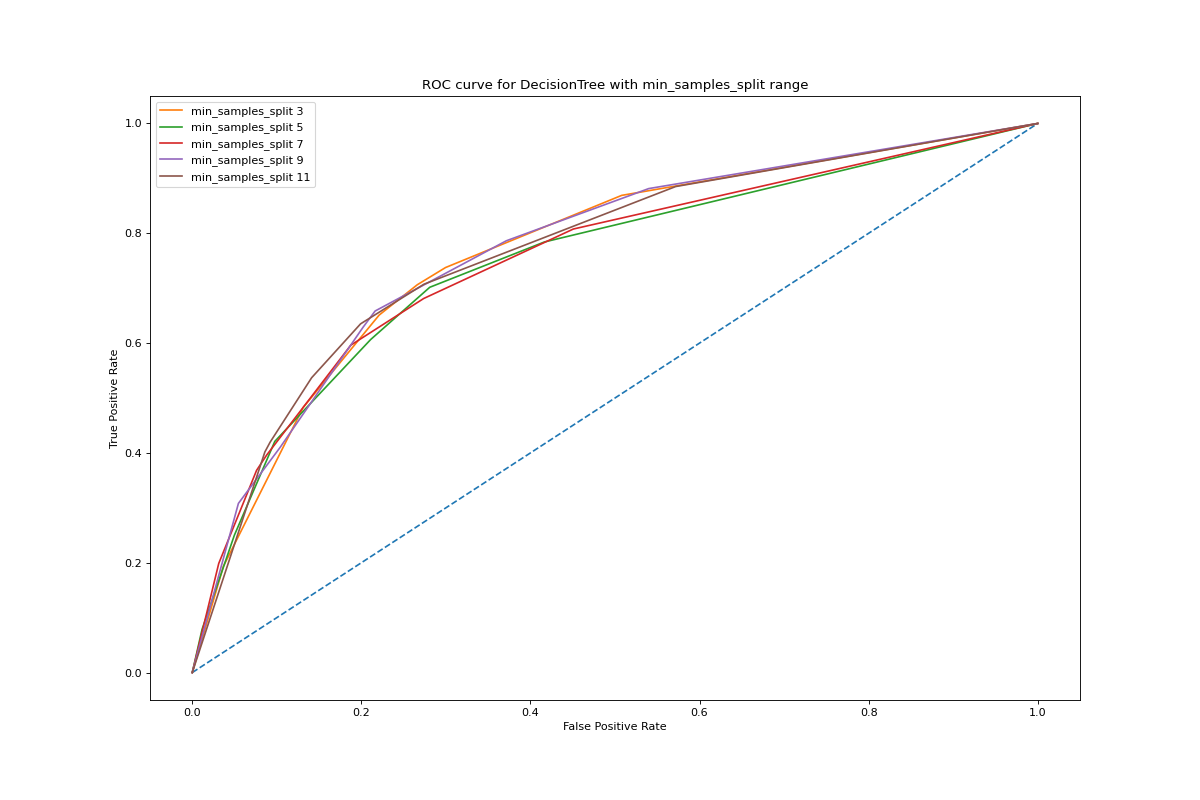 ROC curve for DecisionTree with min_samples_split range
min_samples_split 3
min_samples_split 5
min_samples_split 7
min_samples_split 9
min_samples_split 11
1.0
0.8
0.6
0.4
0.2
0.0
True Positive Rate
0.0 0.2 0.4 0.6 0.8 1.0
False Positive Rate